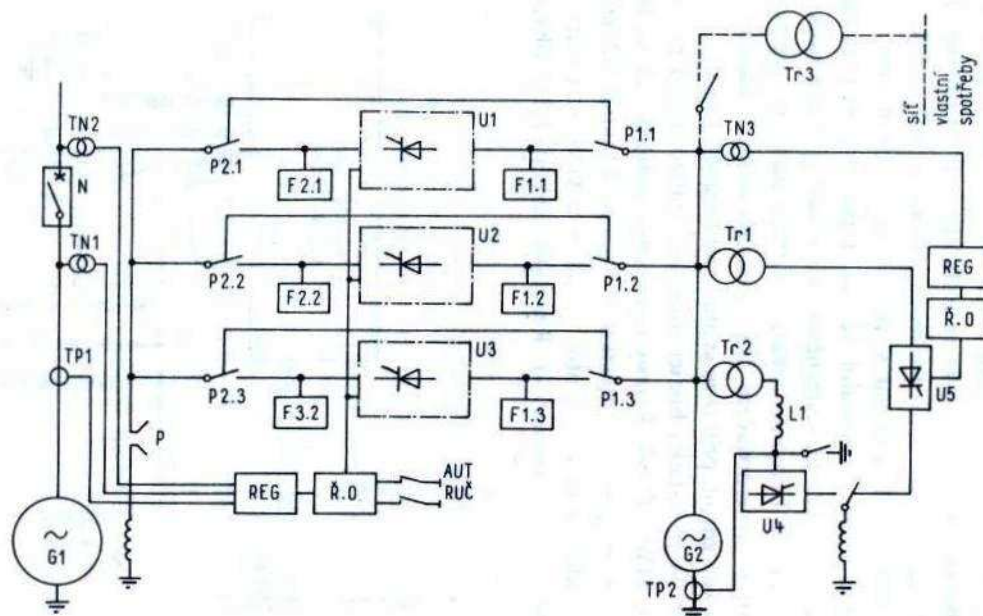 Tr3
síť
vlastní
spotřeby
TN2
N
TN1
TP1
G1
P2.1
F2.1
U1
F1.1
P1.1
TN3
P2.2
F2.2
U2
F1.2
P1.2
Tr1
REG
Ř.O
P2.3
F3.2
U3
F1.3
P1.3
Tr2
L1
U5
P
REG
Ř.O.
AUT
RUČ
U4
G2
TP2